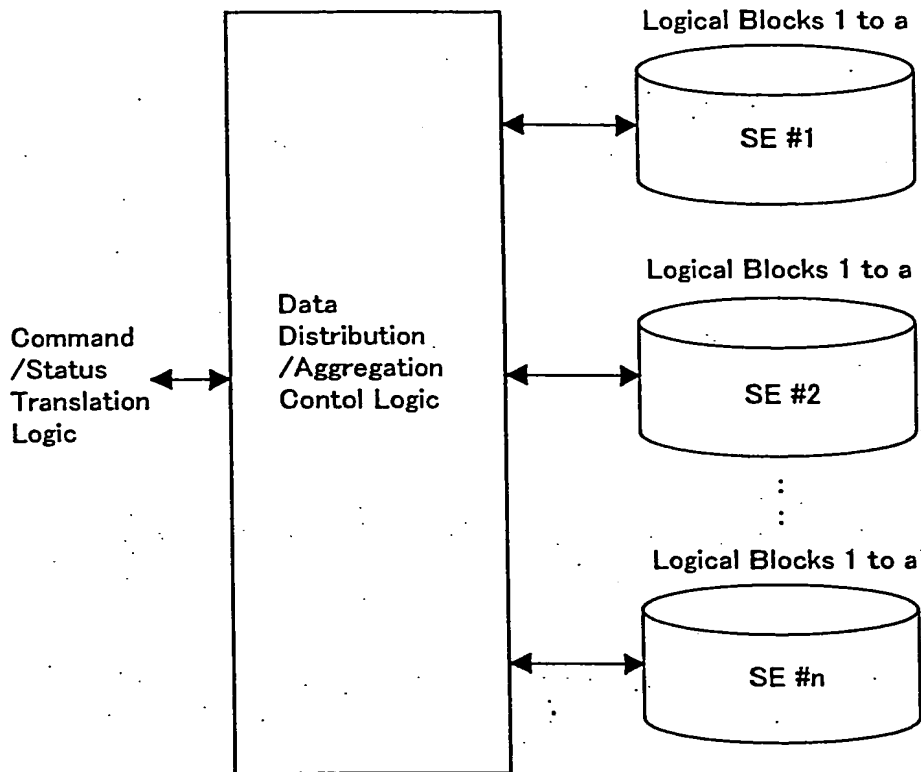 Logical Blocks 1 to a
SE #1
Logical Blocks 1 to a
SE #2
Command
/Status
Translation
Logic
Data
Distribution
/Aggregation
Contol Logic
Logical Blocks 1 to a
SE #n